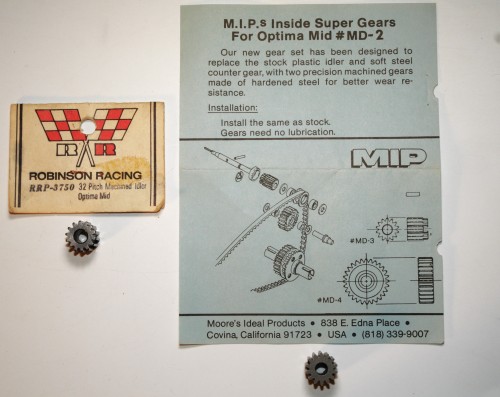 RR
ROBINSON RACING
RRP-3750 32 Pitch Machined Idlor
Optima Mid
M.I.P.s Inside Super Gears
For Optima Mid #MD-2
Our new gear set has been designed to
replace the stock plastic idler and soft steel
counter gear, with two precision machined gears
made of hardened steel for better wear re-
sistance.
Installation:
Install the same as stock.
Gears need no lubrication.
MIP
#MD-3
#MD-4
Moore's Ideal Products • 838 E. Edna Place •
Covina, California 91723 • USA • (818) 339-9007